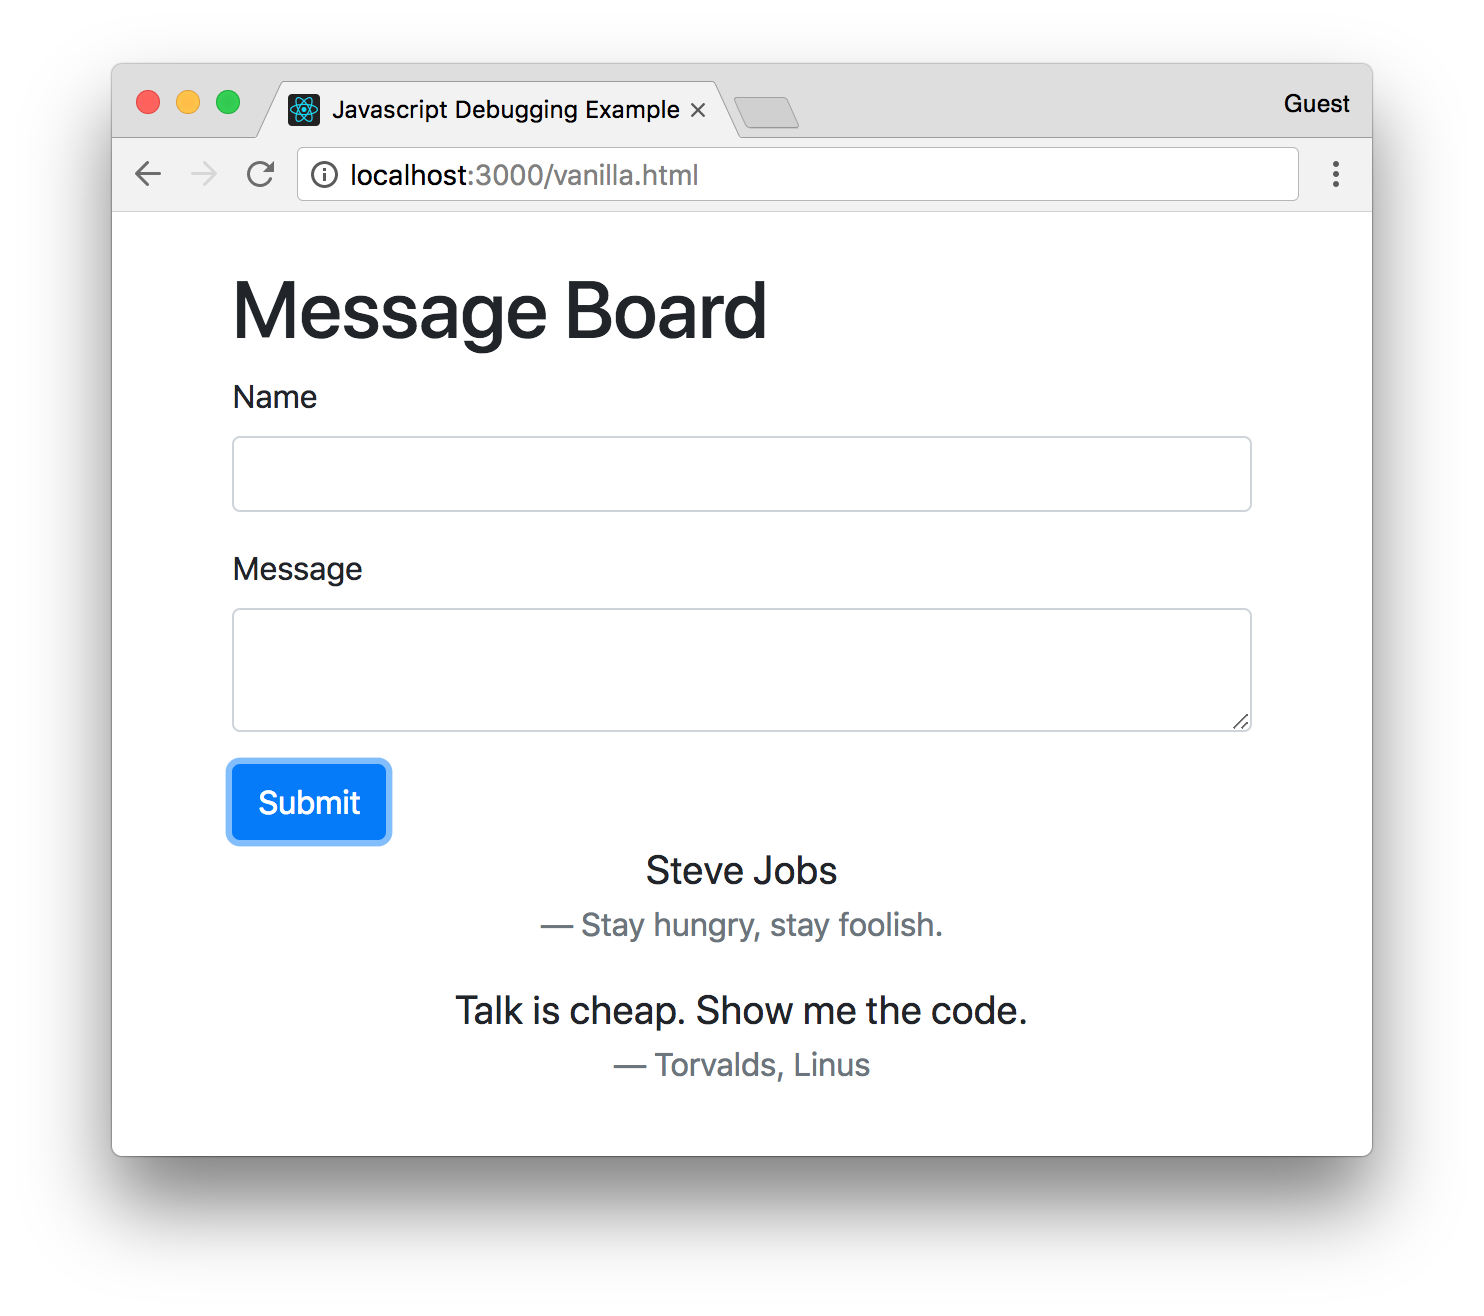 Javascript Debugging Example
Guest
localhost:3000/vanilla.html
Message Board
Name
Message
Submit
Steve Jobs
— Stay hungry, stay foolish.
Talk is cheap. Show me the code.
— Torvalds, Linus